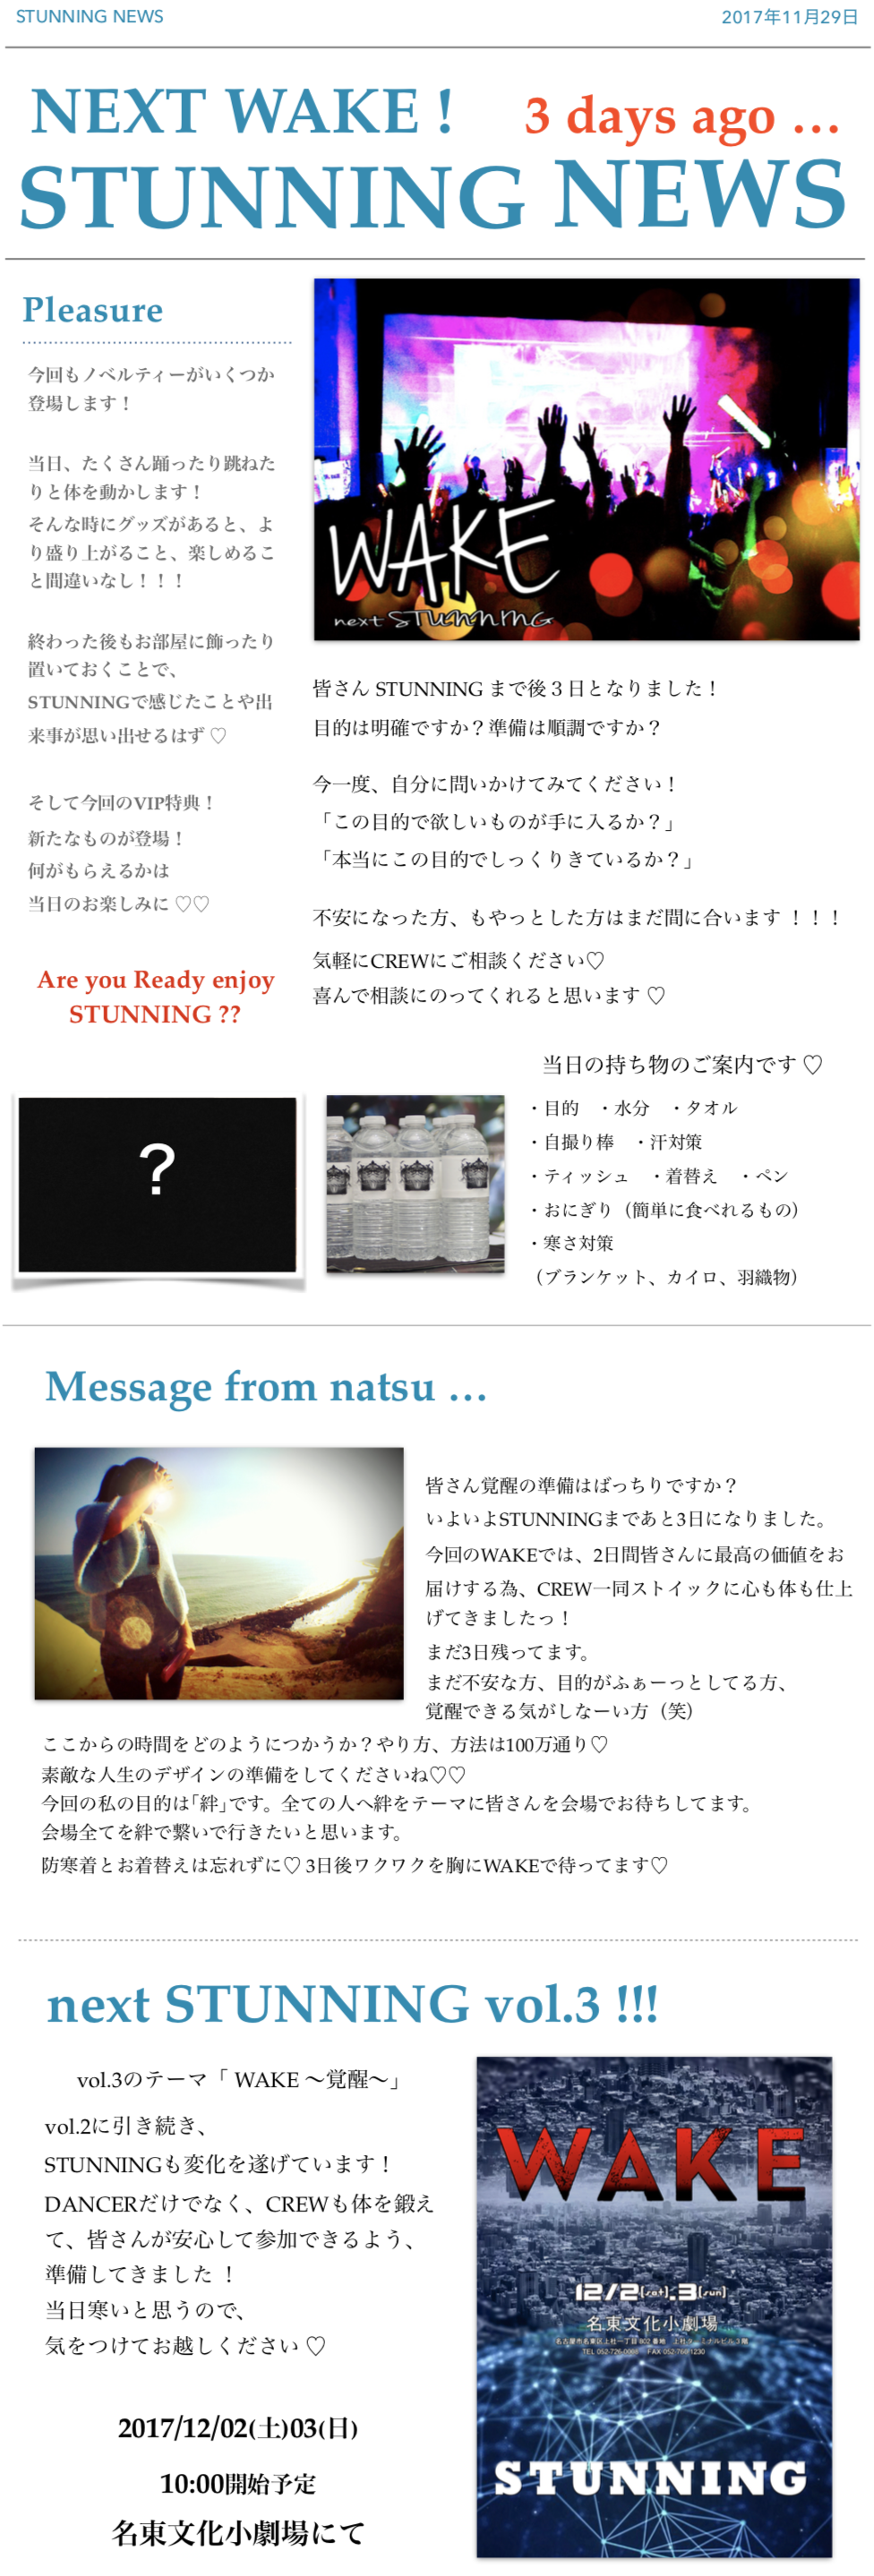 STUNNING NEWS
2017年11月29日
NEXT WAKE !
3 days ago …
STUNNING NEWS
Pleasure
今回もノベルティーがいくつか
登場します！
当日、たくさん踊ったり跳ねた
りと体を動かします！
そんな時にグッズがあると、よ
り盛り上がること、楽しめるこ
と間違いなし！！！
終わった後もお部屋に飾ったり
置いておくことで、
STUNNINGで感じたことや出
来事が思い出せるはず ♡
そして今回のVIP特典！
新たなものが登場！
何がもらえるかは
当日のお楽しみに ♡♡
Are you Ready enjoy
STUNNING ??
WAKE
next STUNNING
皆さん STUNNING まで後３日となりました！
目的は明確ですか？準備は順調ですか？
今一度、自分に問いかけてみてください！
「この目的で欲しいものが手に入るか？」
「本当にこの目的でしっくりきているか？」
不安になった方、もやっとした方はまだ間に合います ！！！
気軽にCREWにご相談ください♡
喜んで相談にのってくれると思います ♡
？
当日の持ち物のご案内です ♡
・目的　・水分　・タオル
・自撮り棒　・汗対策
・ティッシュ　・着替え　・ペン
・おにぎり（簡単に食べれるもの）
・寒さ対策
（ブランケット、カイロ、羽織物）
Message from natsu …
皆さん覚醒の準備はばっちりですか？
いよいよSTUNNINGまであと3日になりました。
今回のWAKEでは、2日間皆さんに最高の価値をお
届けする為、CREW一同ストイックに心も体も仕上
げてきましたっ！
まだ3日残ってます。
まだ不安な方、目的がふぁーっとしてる方、
覚醒できる気がしなーい方（笑）
ここからの時間をどのようにつかうか？やり方、方法は100万通り♡
素敵な人生のデザインの準備をしてくださいね♡♡
今回の私の目的は｢絆｣です。全ての人へ絆をテーマに皆さんを会場でお待ちしてます。
会場全てを絆で繋いで行きたいと思います。
防寒着とお着替えは忘れずに♡ 3日後ワクワクを胸にWAKEで待ってます♡
next STUNNING vol.3 !!!
vol.3のテーマ「 WAKE 〜覚醒〜」
vol.2に引き続き、
STUNNINGも変化を遂げています！
DANCERだけでなく、CREWも体を鍛え
て、皆さんが安心して参加できるよう、
準備してきました ！
当日寒いと思うので、
気をつけてお越しください ♡
2017/12/02(土)03(日)
10:00開始予定
名東文化小劇場にて
WAKE
12/2[sat].3[sun]
名東文化小劇場
STUNNING